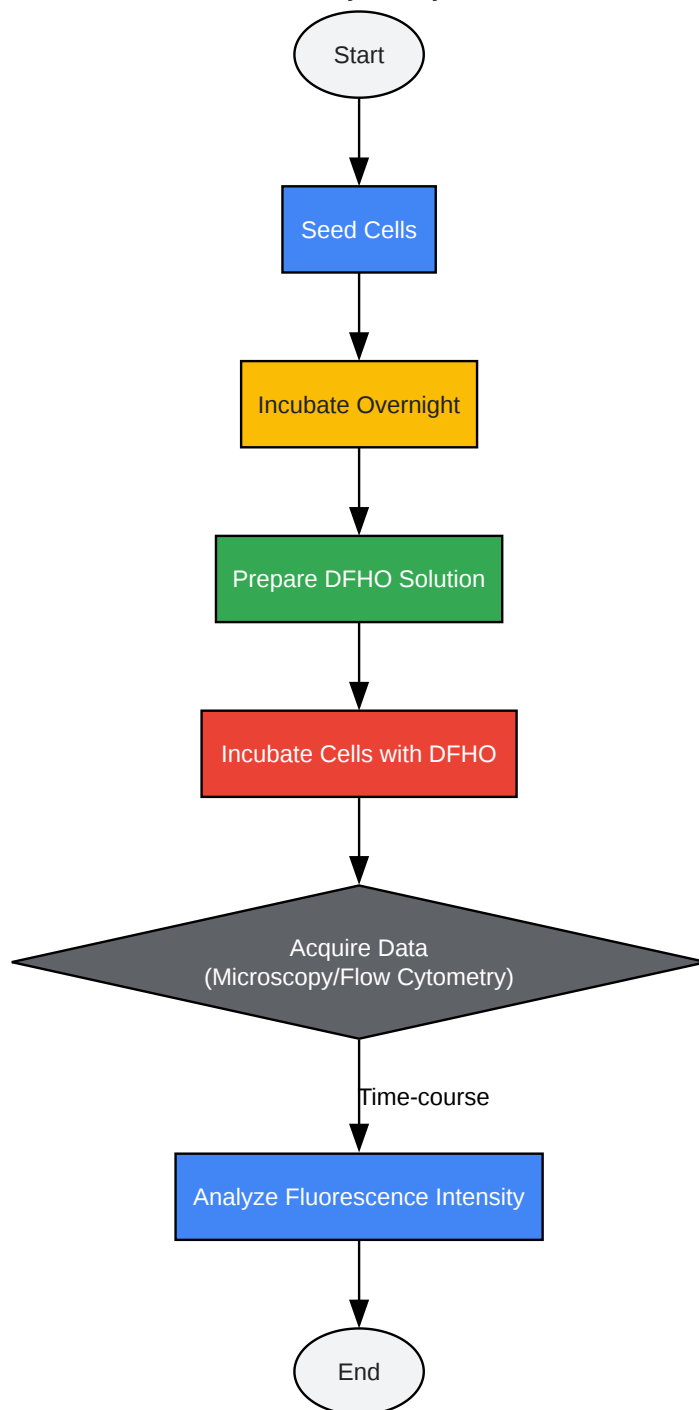 Start
Seed Cells
Incubate Overnight
Prepare DFHO Solution
Incubate Cells with DFHO
Acquire Data
(Microscopy/Flow Cytometry)
Time-course
Analyze Fluorescence Intensity
End